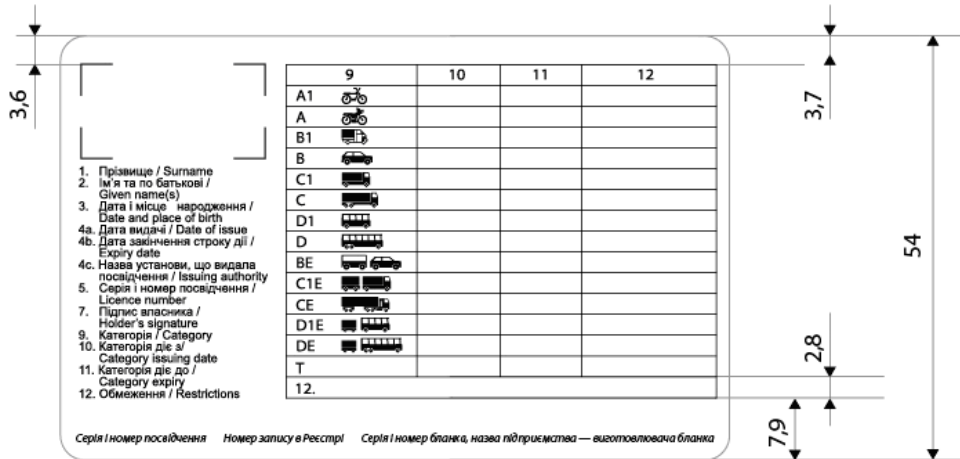 3,6
1. Прізвище / Surname
2. Ім'я та по батькові /
Given name(s)
3. Дата і місце народження /
Date and place of birth
4a. Дата видачі / Date of issue
4b. Дата закінчення строку дії /
Expiry date
4c. Назва установи, що видала
посвідчення / Issuing authority
5. Серія і номер посвідчення /
Licence number
7. Підпис власника /
Holder's signature
9. Категорія / Category
10. Категорія діє з/
Category issuing date
11. Категорія діє до /
Category expiry
12. Обмеження / Restrictions
9 10 11 12
A1
A
B1
B
C1
C
D1
D
BE
C1E
CE
D1E
DE
T
12.
Серія і номер посвідчення Номер запису в Реєстрі Серія і номер бланка, назва підприємства — виготовлювача бланка
3,7
54
2,8
7,9